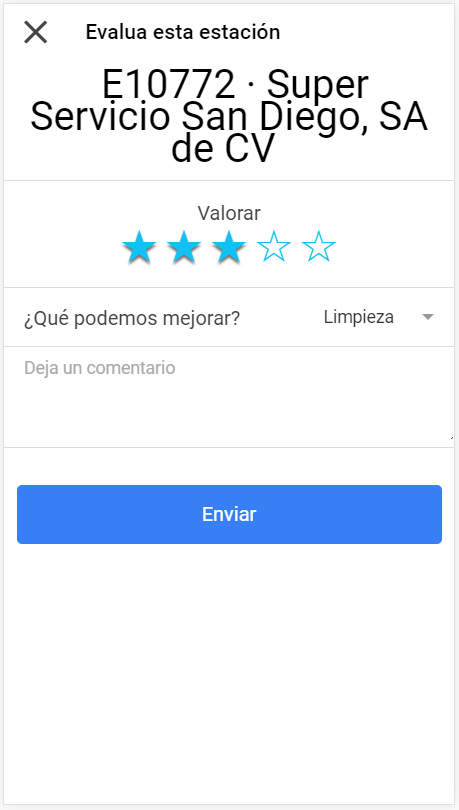 Evalua esta estación
E10772 · Super
Servicio San Diego, SA
de CV
Valorar
¿Qué podemos mejorar? Limpieza
Deja un comentario
Enviar